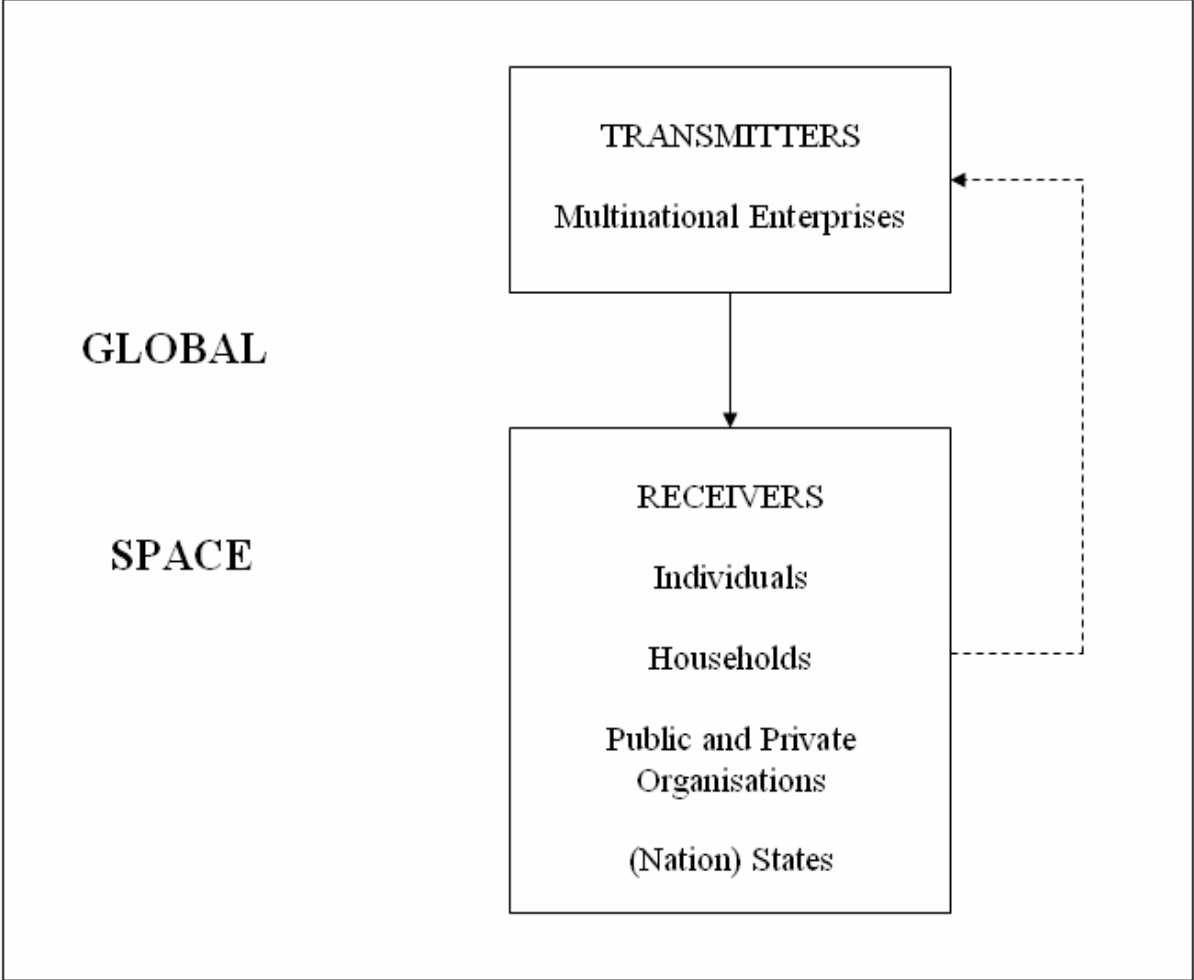 TRANSMITTERS
Multinational Enterprises
GLOBAL
SPACE
RECEIVERS
Individuals
Households
Public and Private
Organisations
(Nation) States